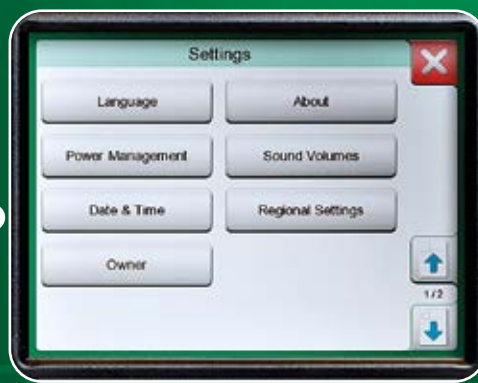 Settings
Language
About
Power Management
Sound Volumes
Date & Time
Regional Settings
Owner
1/2